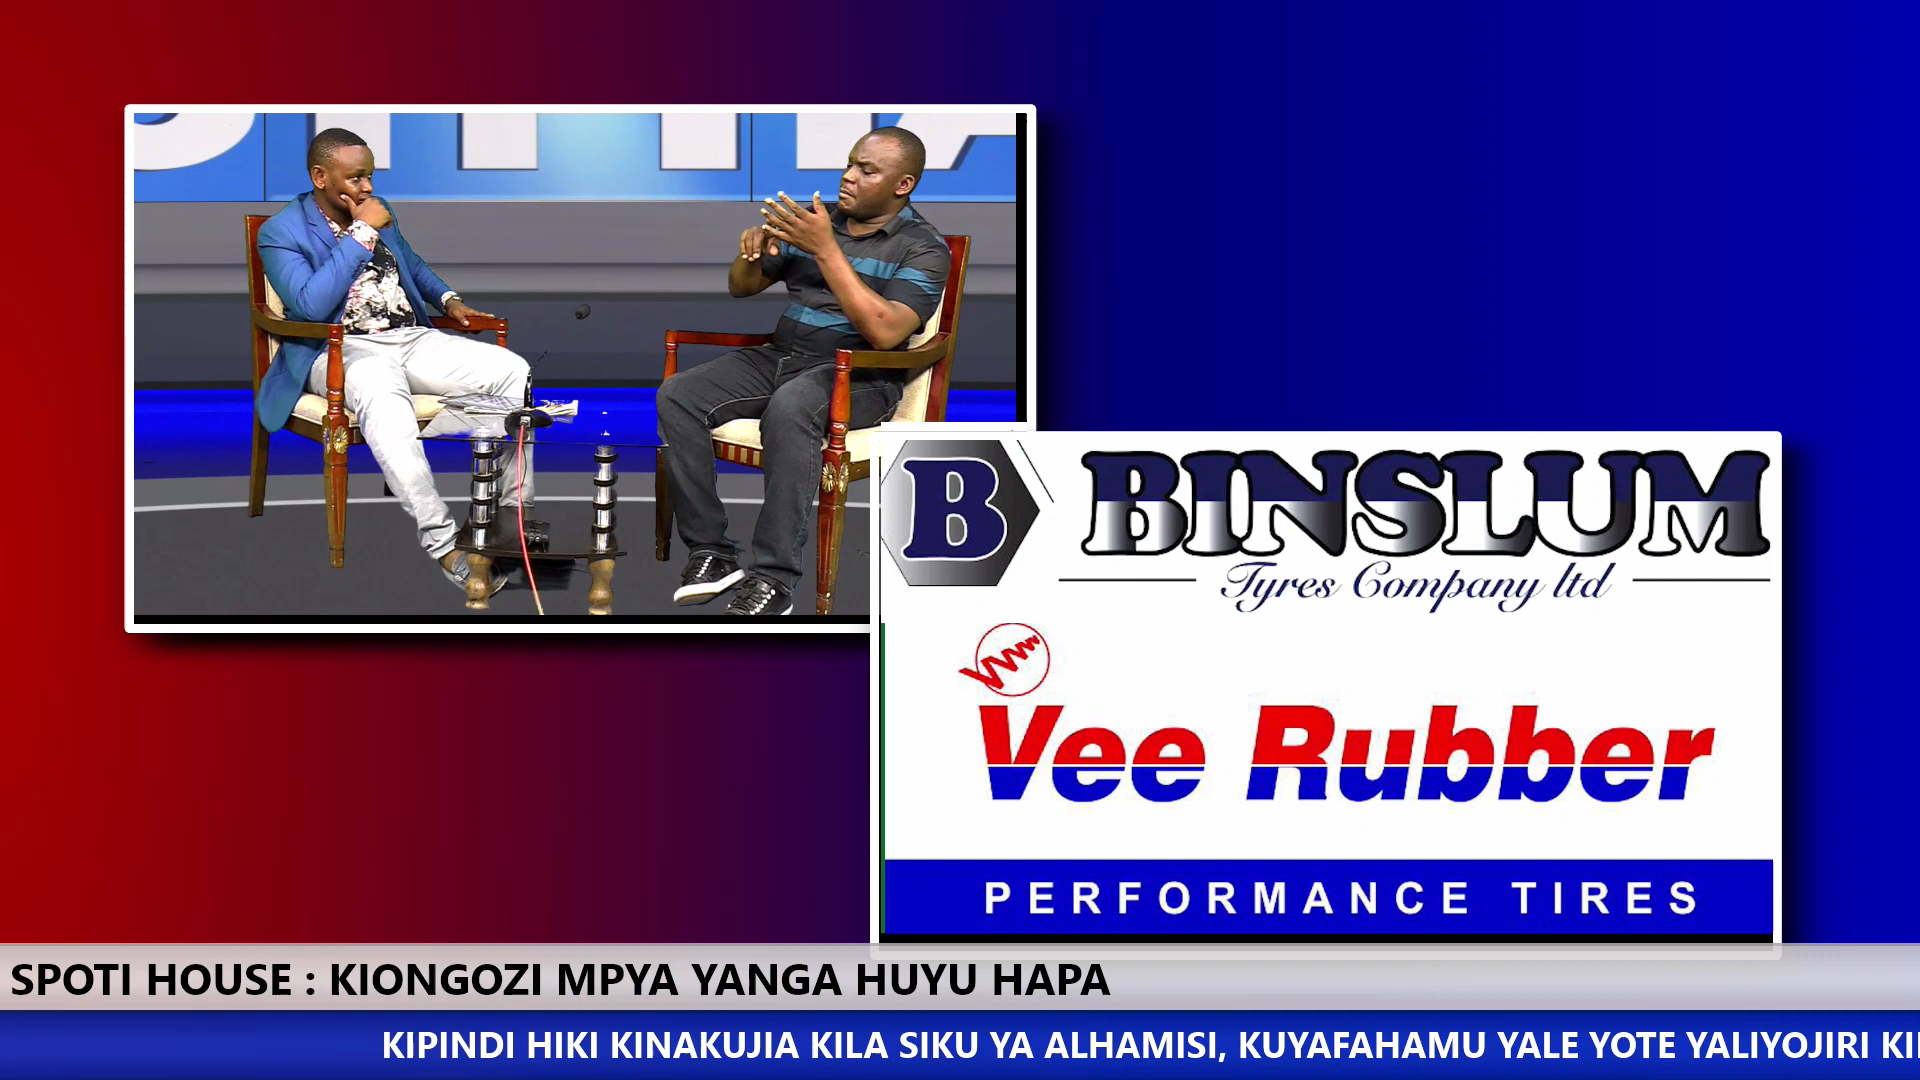 B BINSLUM
Tyres Company ltd
Vee Rubber
PERFORMANCE TIRES
SPOTI HOUSE : KIONGOZI MPYA YANGA HUYU HAPA
KIPINDI HIKI KINAKUJIA KILA SIKU YA ALHAMISI, KUYAFAHAMU YALE YOTE YALIYOJIRI